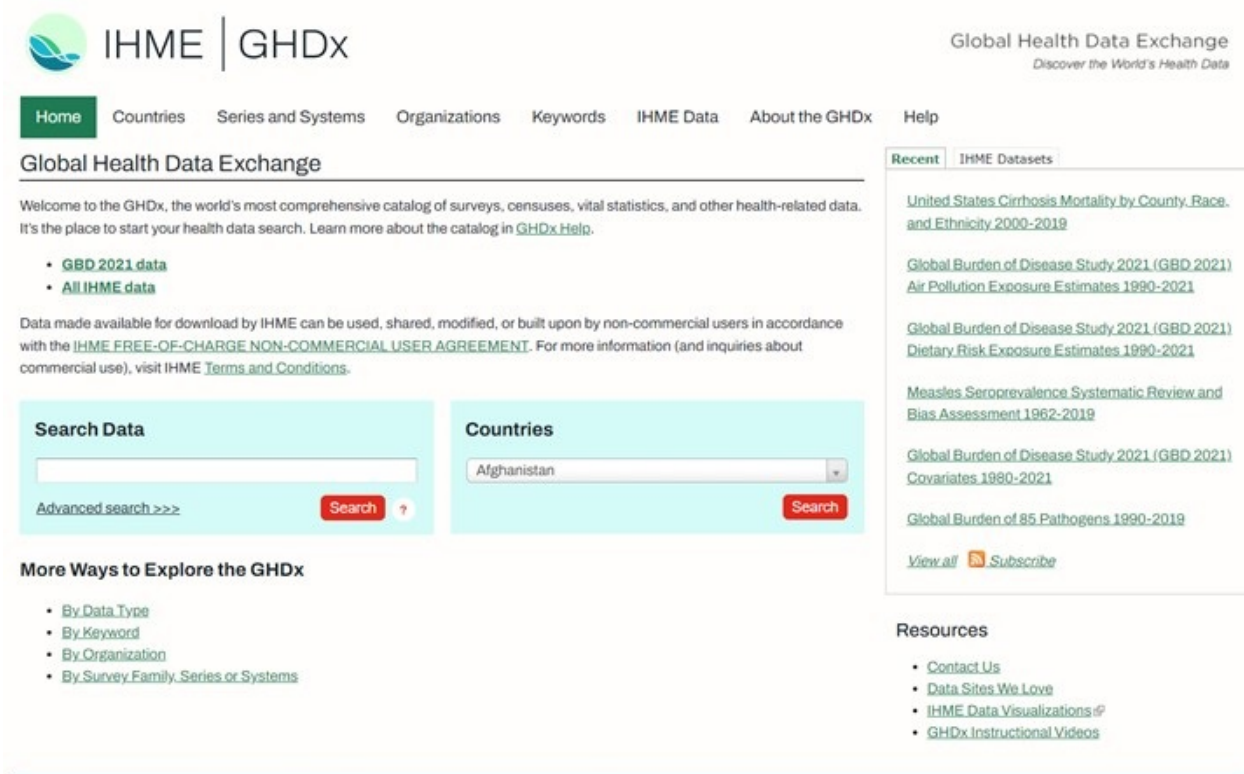 IHME | GHDx
Global Health Data Exchange
Discover the World's Health Data
Home Countries Series and Systems Organizations Keywords IHME Data About the GHDx Help
Global Health Data Exchange
Welcome to the GHDx, the world's most comprehensive catalog of surveys, censuses, vital statistics, and other health-related data.
It's the place to start your health data search. Learn more about the catalog in GHDx Help.
• GBD 2021 data
• All IHME data
Data made available for download by IHME can be used, shared, modified, or built upon by non-commercial users in accordance
with the IHME FREE-OF-CHARGE NON-COMMERCIAL USER AGREEMENT. For more information (and inquiries about
commercial use), visit IHME Terms and Conditions.
Search Data
Advanced search >>>
Search ?
Countries
Afghanistan
Search
More Ways to Explore the GHDx
• By Data Type
• By Keyword
• By Organization
• By Survey Family, Series or Systems
Recent IHME Datasets
United States Cirrhosis Mortality by County, Race,
and Ethnicity 2000-2019
Global Burden of Disease Study 2021 (GBD 2021)
Air Pollution Exposure Estimates 1990-2021
Global Burden of Disease Study 2021 (GBD 2021)
Dietary Risk Exposure Estimates 1990-2021
Measles Seroprevalence Systematic Review and
Bias Assessment 1962-2019
Global Burden of Disease Study 2021 (GBD 2021)
Covariates 1980-2021
Global Burden of 85 Pathogens 1990-2019
View all Subscribe
Resources
• Contact Us
• Data Sites We Love
• IHME Data Visualizations
• GHDx Instructional Videos